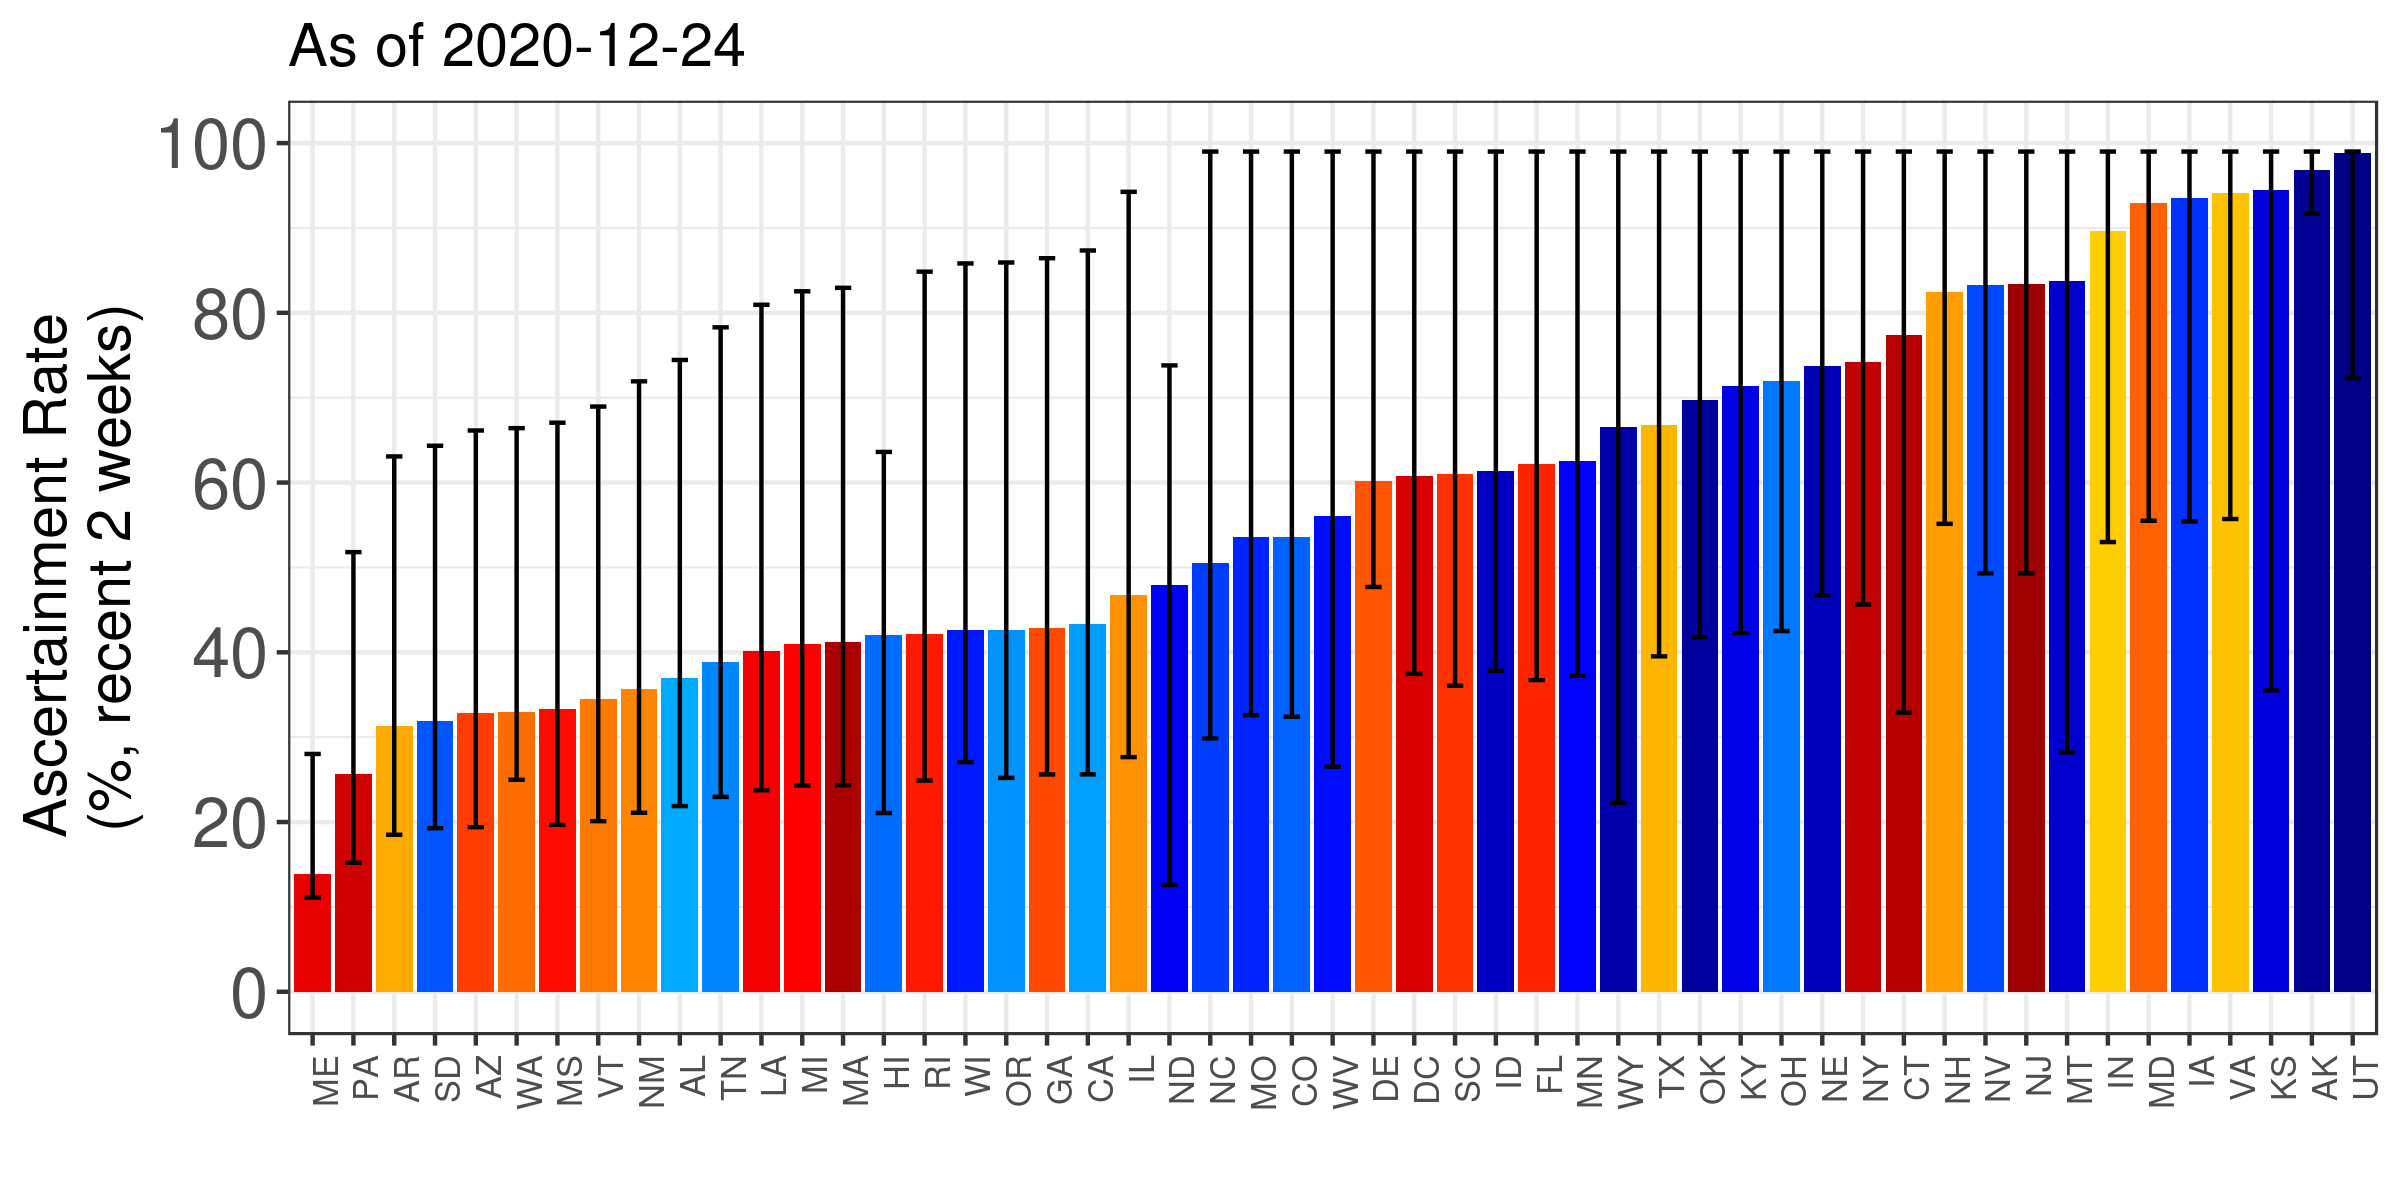 As of 2020-12-24
Ascertainment Rate
(%, recent 2 weeks)
100
80
60
40
20
0
ME PA AR SD AZ WA MS VT NM AL TN LA MI MA HI RI WI OR GA CA IL ND NC MO CO WV DE DC SC ID FL MN WY TX OK KY OH NE NY CT NH NV NJ MT IN MD IA VA KS AK UT